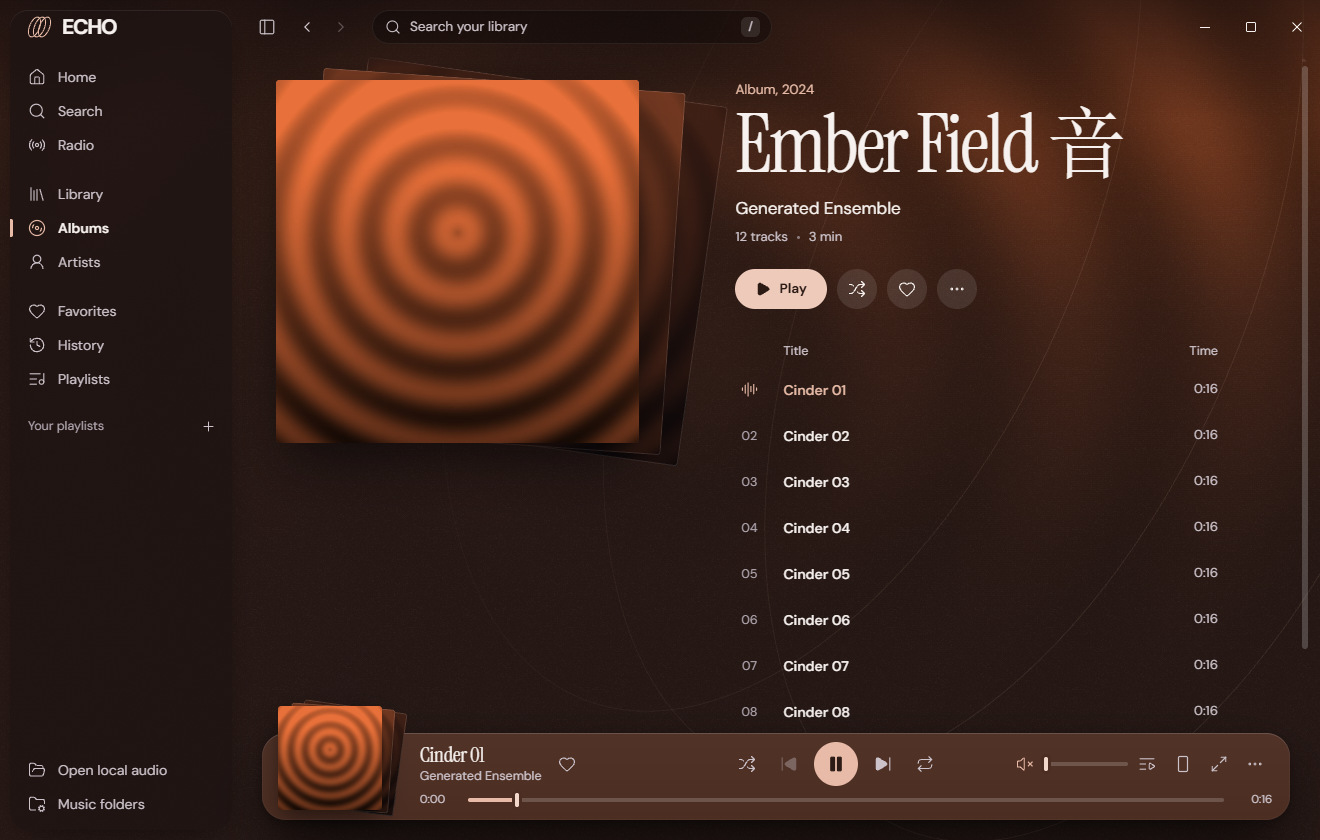 ECHO
Search your library
/
Home
Search
Radio
Library
Albums
Artists
Favorites
History
Playlists
Your playlists
Open local audio
Music folders
Album, 2024
Ember Field 音
Generated Ensemble
12 tracks • 3 min
Play
Title Time
Cinder 01 0:16
02 Cinder 02 0:16
03 Cinder 03 0:16
04 Cinder 04 0:16
05 Cinder 05 0:16
06 Cinder 06 0:16
07 Cinder 07 0:16
08 Cinder 08 0:16
Cinder 01
Generated Ensemble
0:00 0:16